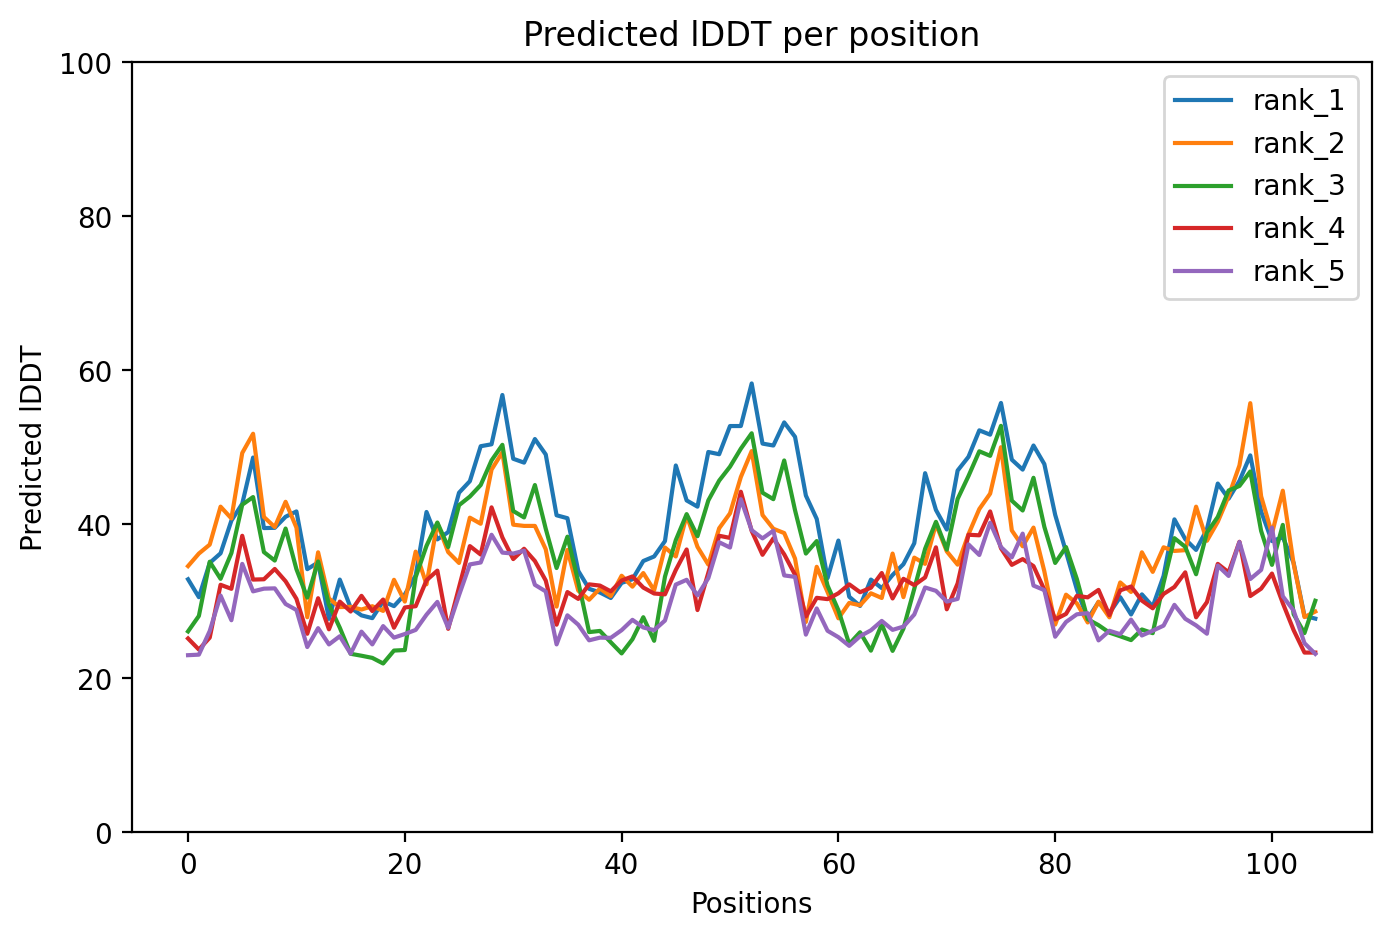 Predicted lDDT per position
100
80
60
40
20
0
Predicted lDDT
0 20 40 60 80 100
Positions
rank_1
rank_2
rank_3
rank_4
rank_5